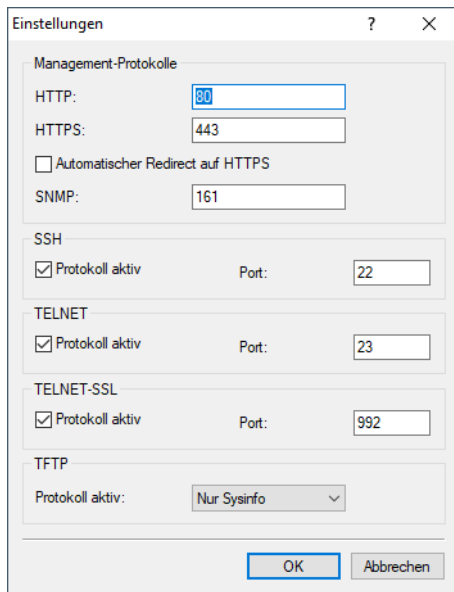 Einstellungen ?
Management-Protokolle
HTTP: 80
HTTPS: 443
Automatischer Redirect auf HTTPS
SNMP: 161
SSH
Protokoll aktiv Port: 22
TELNET
Protokoll aktiv Port: 23
TELNET-SSL
Protokoll aktiv Port: 992
TFTP
Protokoll aktiv: Nur Sysinfo
OK Abbrechen